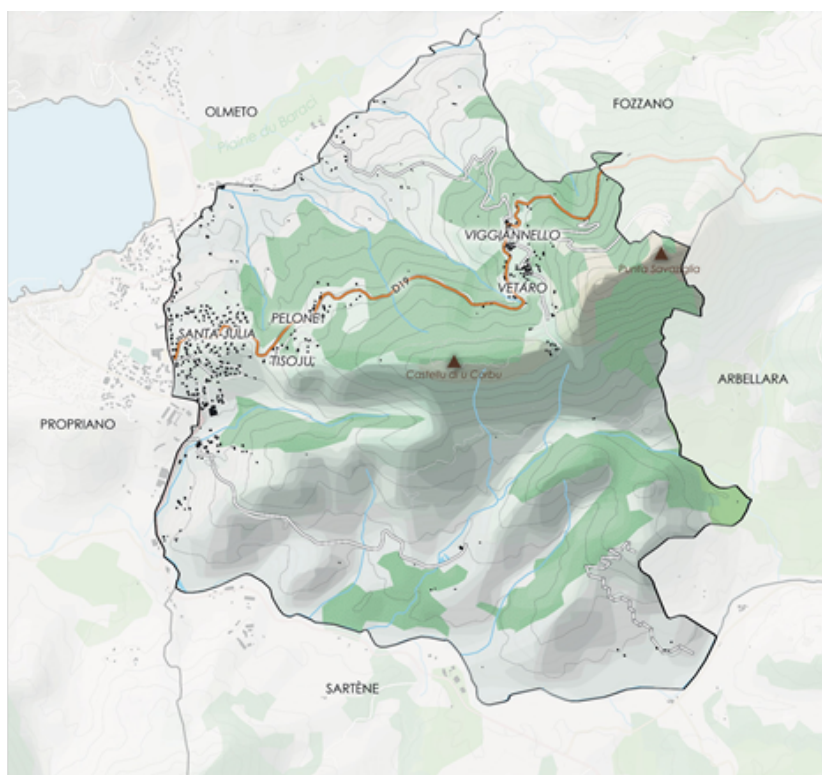 OLMETO
FOZZANO
Plaine du Baraci
VIGGIANNELLO
Punta Savaziglia
VETARO
D19
PELONE
SANTA-JULIA
TISOJU
Castellu di u Corbu
ARBELLARA
PROPRIANO
SARTÈNE